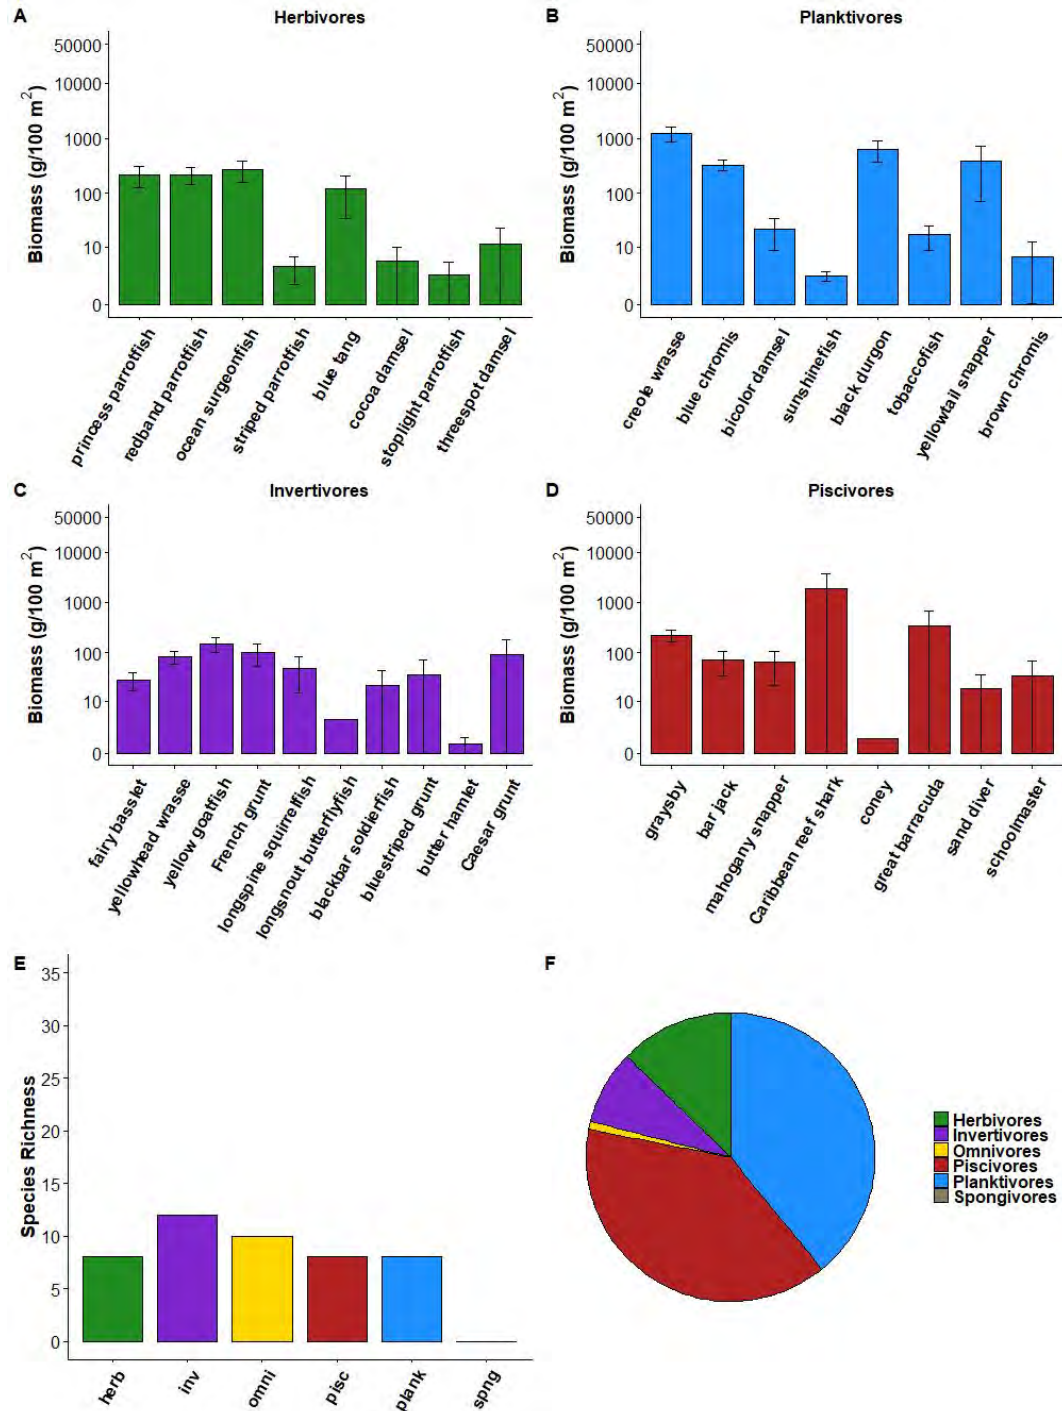 A
Herbivores
Biomass (g/100 m²)
50000
10000
1000
100
10
0
princess parrotfish
redband parrotfish
ocean surgeonfish
striped parrotfish
blue tang
cocoa damsel
stoplight parrotfish
threespot damsel
B
Planktivores
Biomass (g/100 m²)
50000
10000
1000
100
10
0
creole wrasse
blue chromis
bicolor damsel
sunshinefish
black durgon
tobaccofish
yellowtail snapper
brown chromis
C
Invertivores
Biomass (g/100 m²)
50000
10000
1000
100
10
0
fairy basslet
yellowhead wrasse
yellow goatfish
French grunt
longspine squirrelfish
longsnout butterflyfish
blackbar soldierfish
bluestriped grunt
butter hamlet
Caesar grunt
D
Piscivores
Biomass (g/100 m²)
50000
10000
1000
100
10
0
graysby
bar jack
mahogany snapper
Caribbean reef shark
coney
great barracuda
sand diver
schoolmaster
E
Species Richness
35
30
25
20
15
10
5
0
herb
inv
omni
pisc
plank
spng
F
Herbivores
Invertivores
Omnivores
Piscivores
Planktivores
Spongivores